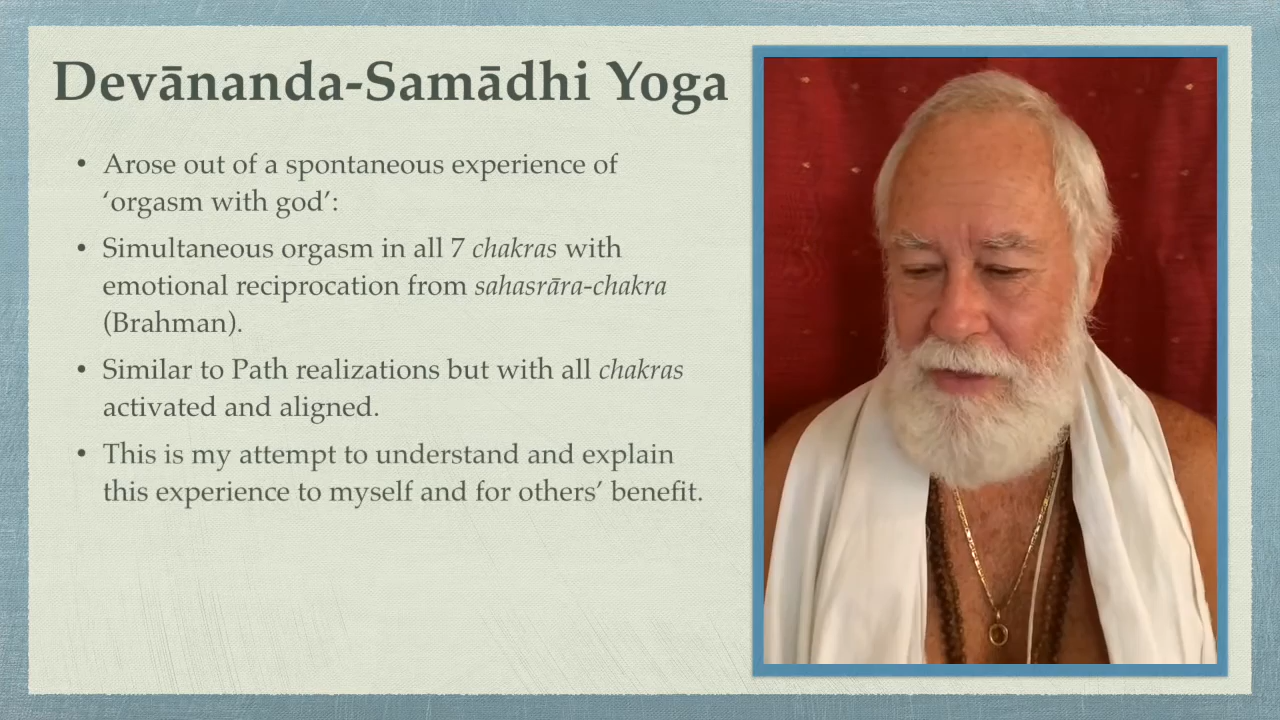 Devānanda-Samādhi Yoga
• Arose out of a spontaneous experience of
‘orgasm with god’:
• Simultaneous orgasm in all 7 chakras with
emotional reciprocation from sahasrāra-chakra
(Brahman).
• Similar to Path realizations but with all chakras
activated and aligned.
• This is my attempt to understand and explain
this experience to myself and for others’ benefit.